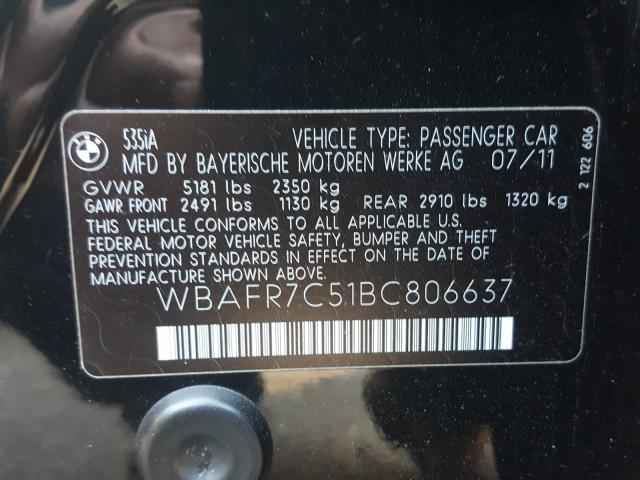 BMW
535iA VEHICLE TYPE: PASSENGER CAR
MFD BY BAYERISCHE MOTOREN WERKE AG 07/11
GVWR 5181 lbs 2350 kg
GAWR FRONT 2491 lbs 1130 kg REAR 2910 lbs 1320 kg
THIS VEHICLE CONFORMS TO ALL APPLICABLE U.S.
FEDERAL MOTOR VEHICLE SAFETY, BUMPER AND THEFT
PREVENTION STANDARDS IN EFFECT ON THE DATE OF
MANUFACTURE SHOWN ABOVE.
WBAFR7C51BC806637
2 122 606